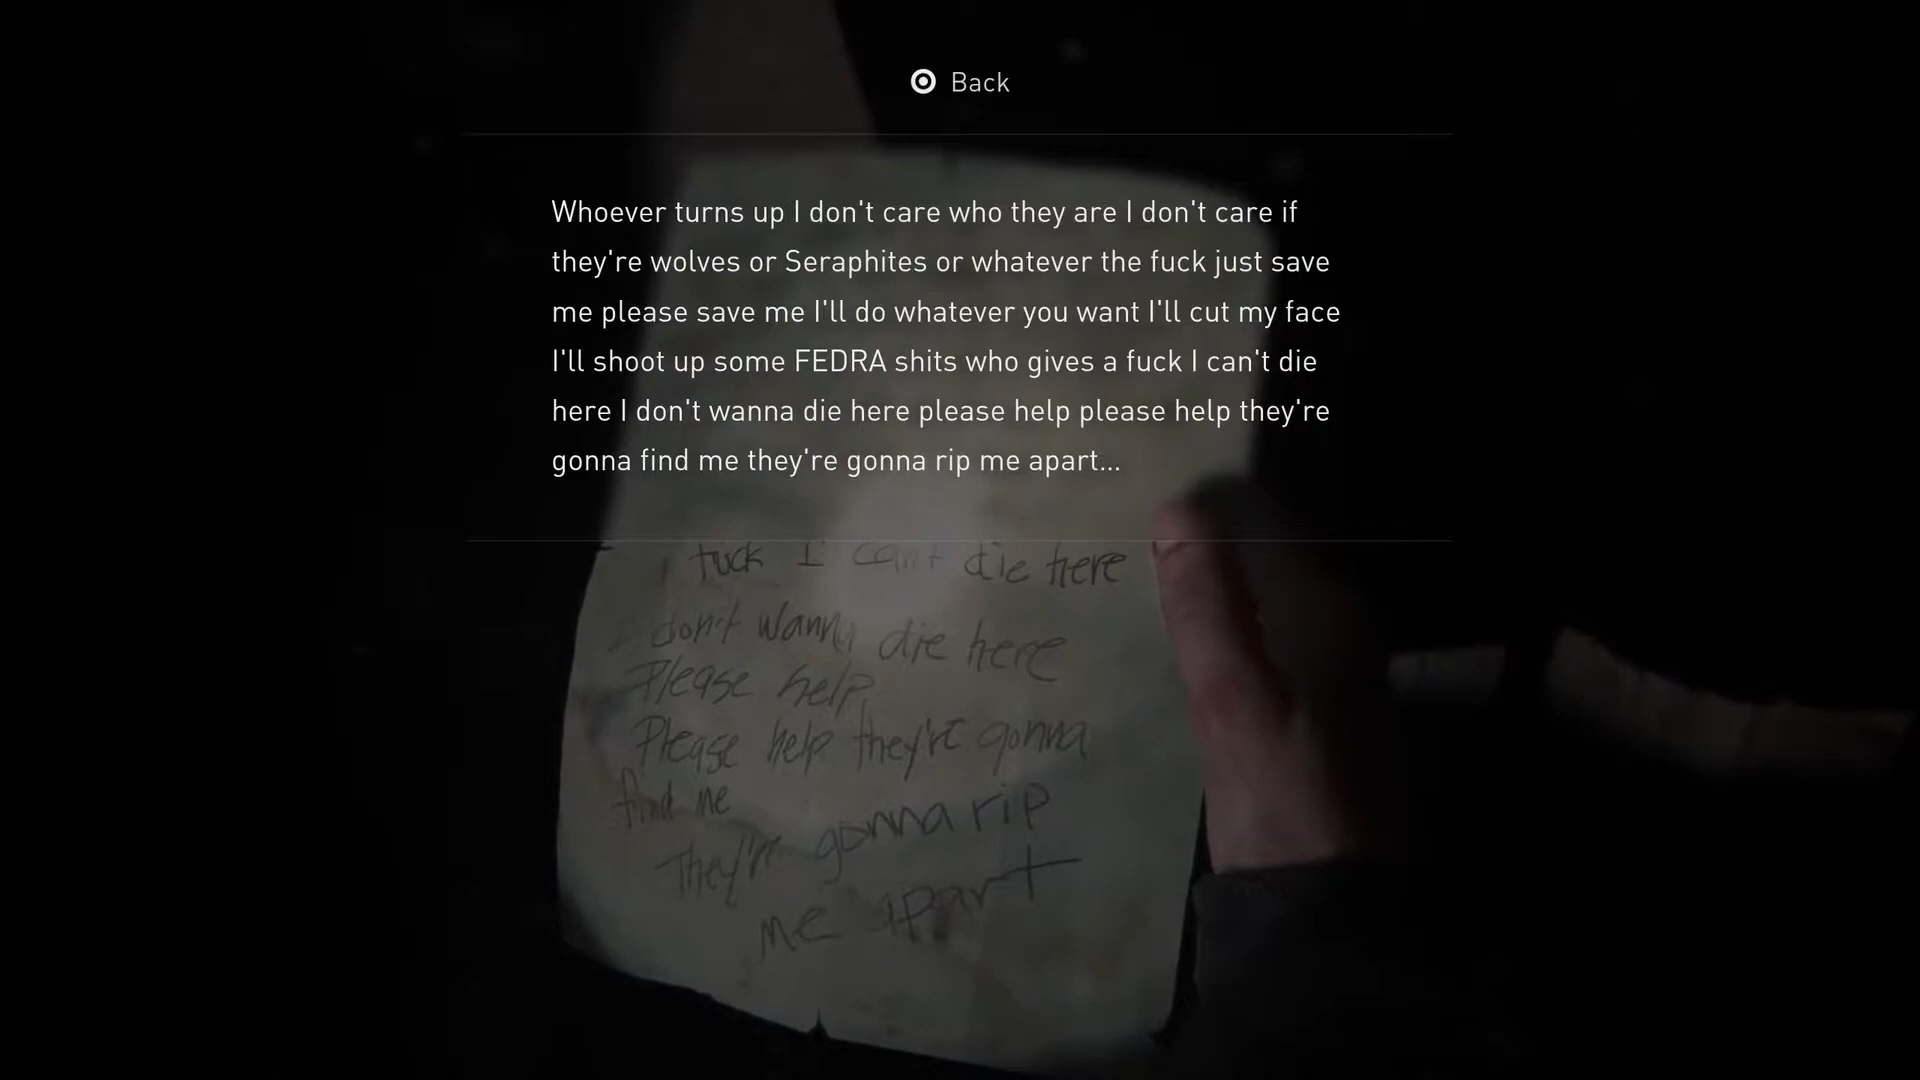 Back
Whoever turns up I don't care who they are I don't care if
they're wolves or Seraphites or whatever the fuck just save
me please save me I'll do whatever you want I'll cut my face
I'll shoot up some FEDRA shits who gives a fuck I can't die
here I don't wanna die here please help please help they're
gonna find me they're gonna rip me apart...
fuck I can't die here
I don't wanna die here
Please help
Please help they're gonna
find me
They're gonna rip
me apart